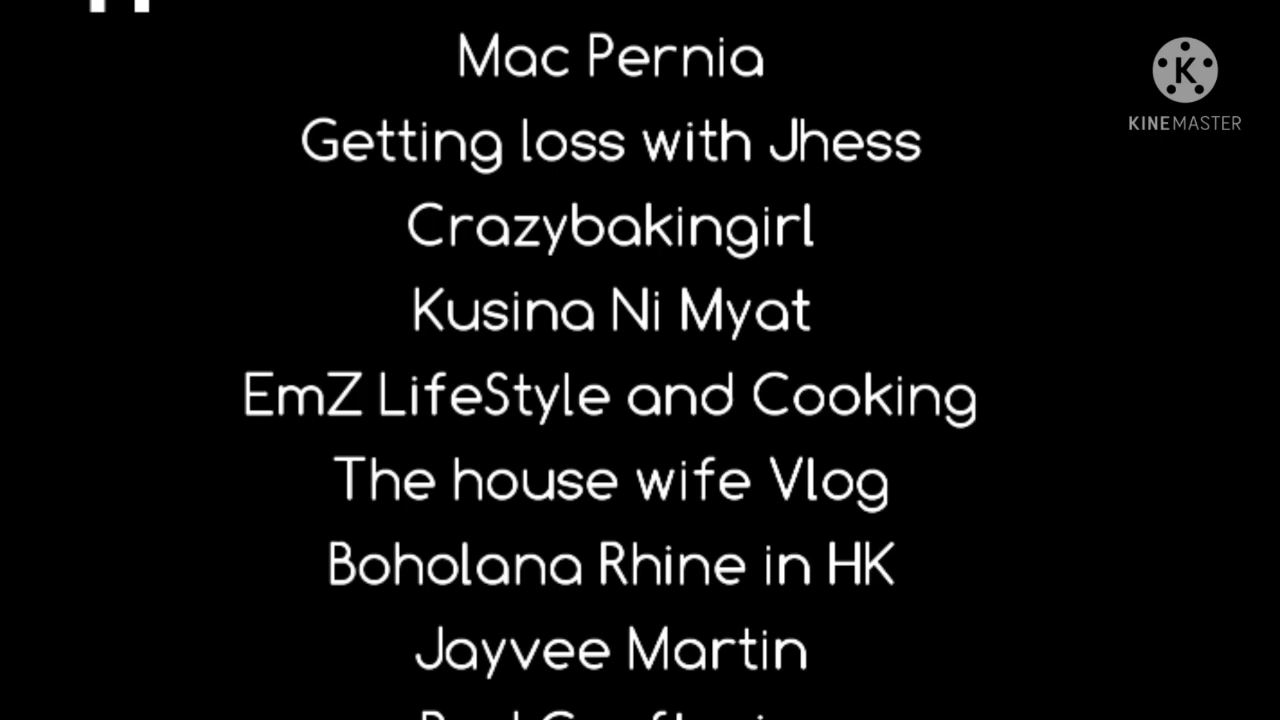 Mac Pernia
Getting loss with Jhess
Crazybakingirl
Kusina Ni Myat
EmZ LifeStyle and Cooking
The house wife Vlog
Boholana Rhine in HK
Jayvee Martin
K
KINEMASTER